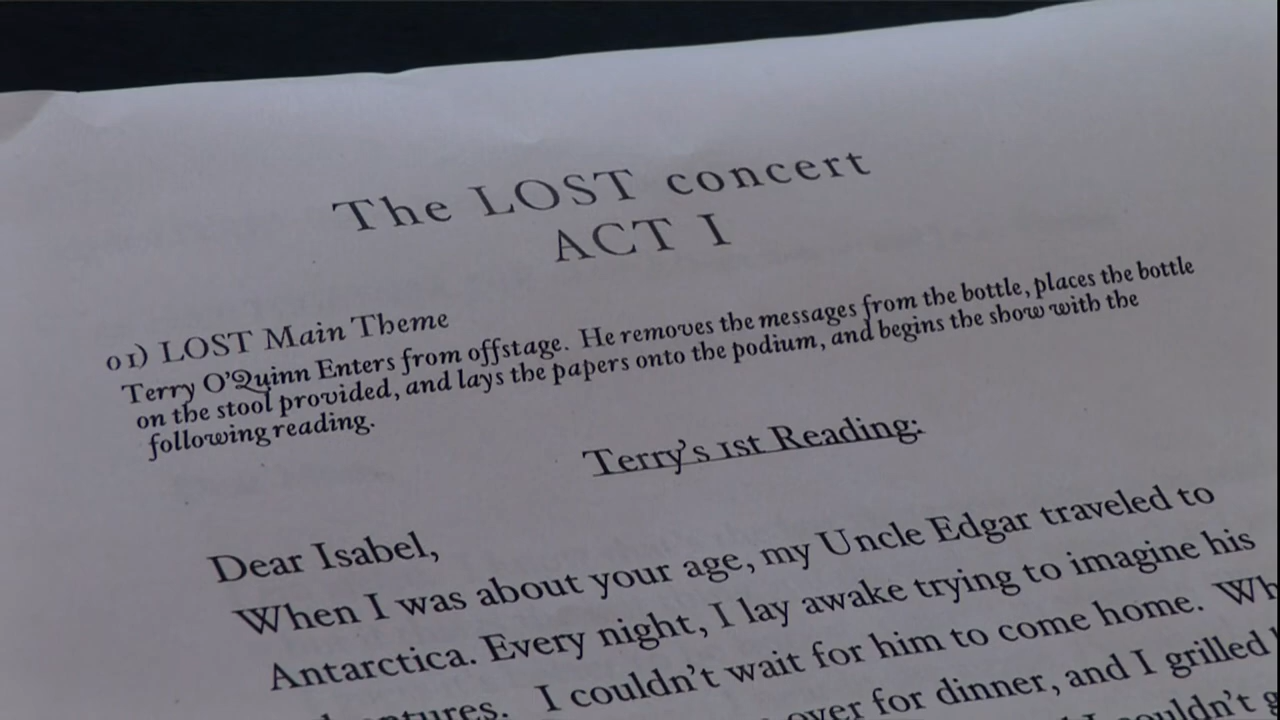 The LOST concert
ACT I
01) LOST Main Theme
Terry O'Quinn Enters from offstage. He removes the messages from the bottle, places the bottle
on the stool provided, and lays the papers onto the podium, and begins the show with the
following reading.
Terry's 1st Reading:
Dear Isabel,
When I was about your age, my Uncle Edgar traveled to
Antarctica. Every night, I lay awake trying to imagine his
I couldn't wait for him to come home.
over for dinner, and I grilled